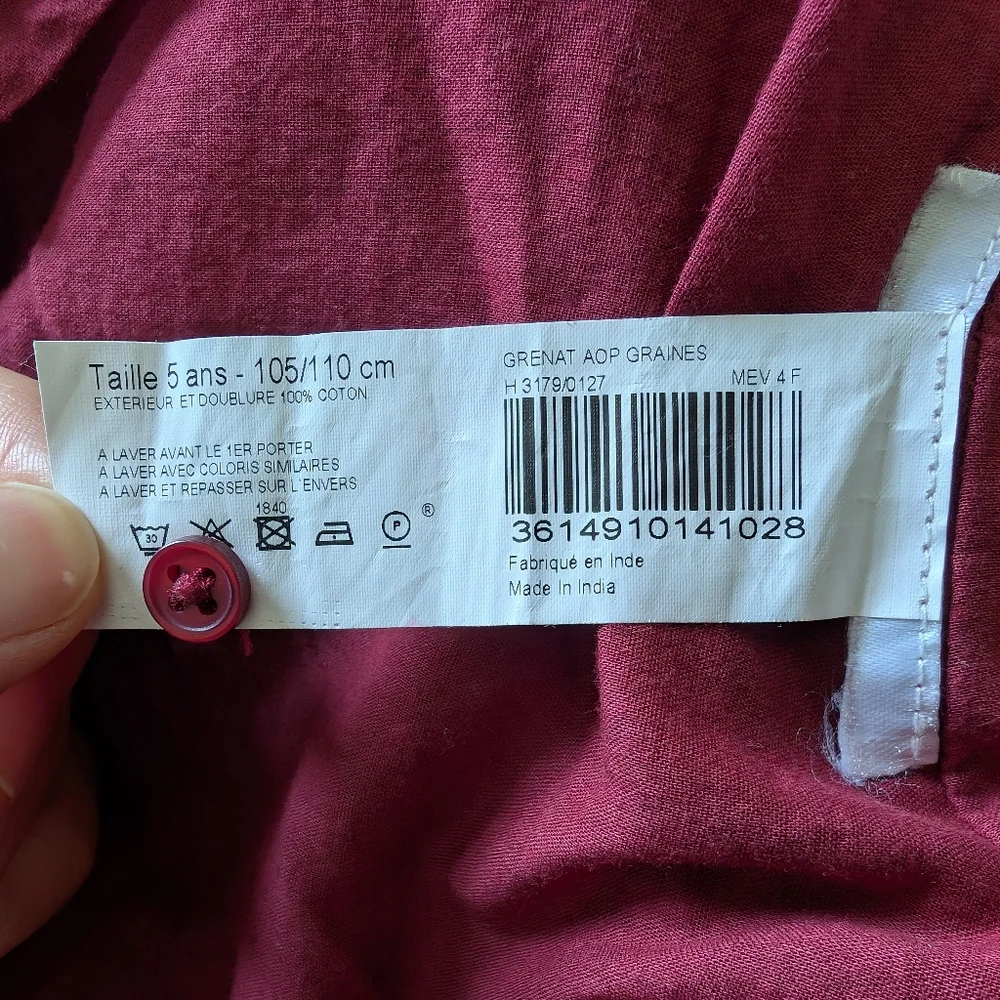 Taille 5 ans - 105/110 cm
EXTERIEUR ET DOUBLURE 100% COTON
A LAVER AVANT LE 1ER PORTER
A LAVER AVEC COLORIS SIMILAIRES
A LAVER ET REPASSER SUR L'ENVERS
1840
30
P ®
GRENAT AOP GRAINES
H 3179/0127 MEV 4 F
3614910141028
Fabriqué en Inde
Made In India